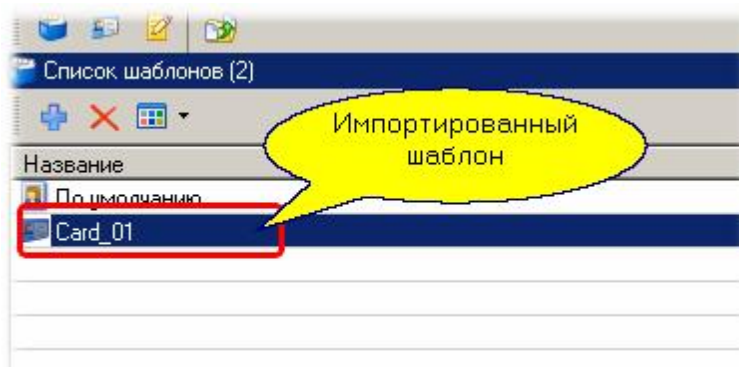 Список шаблонов (2)
Импортированный
шаблон
Название
По умолчанию
Card_01